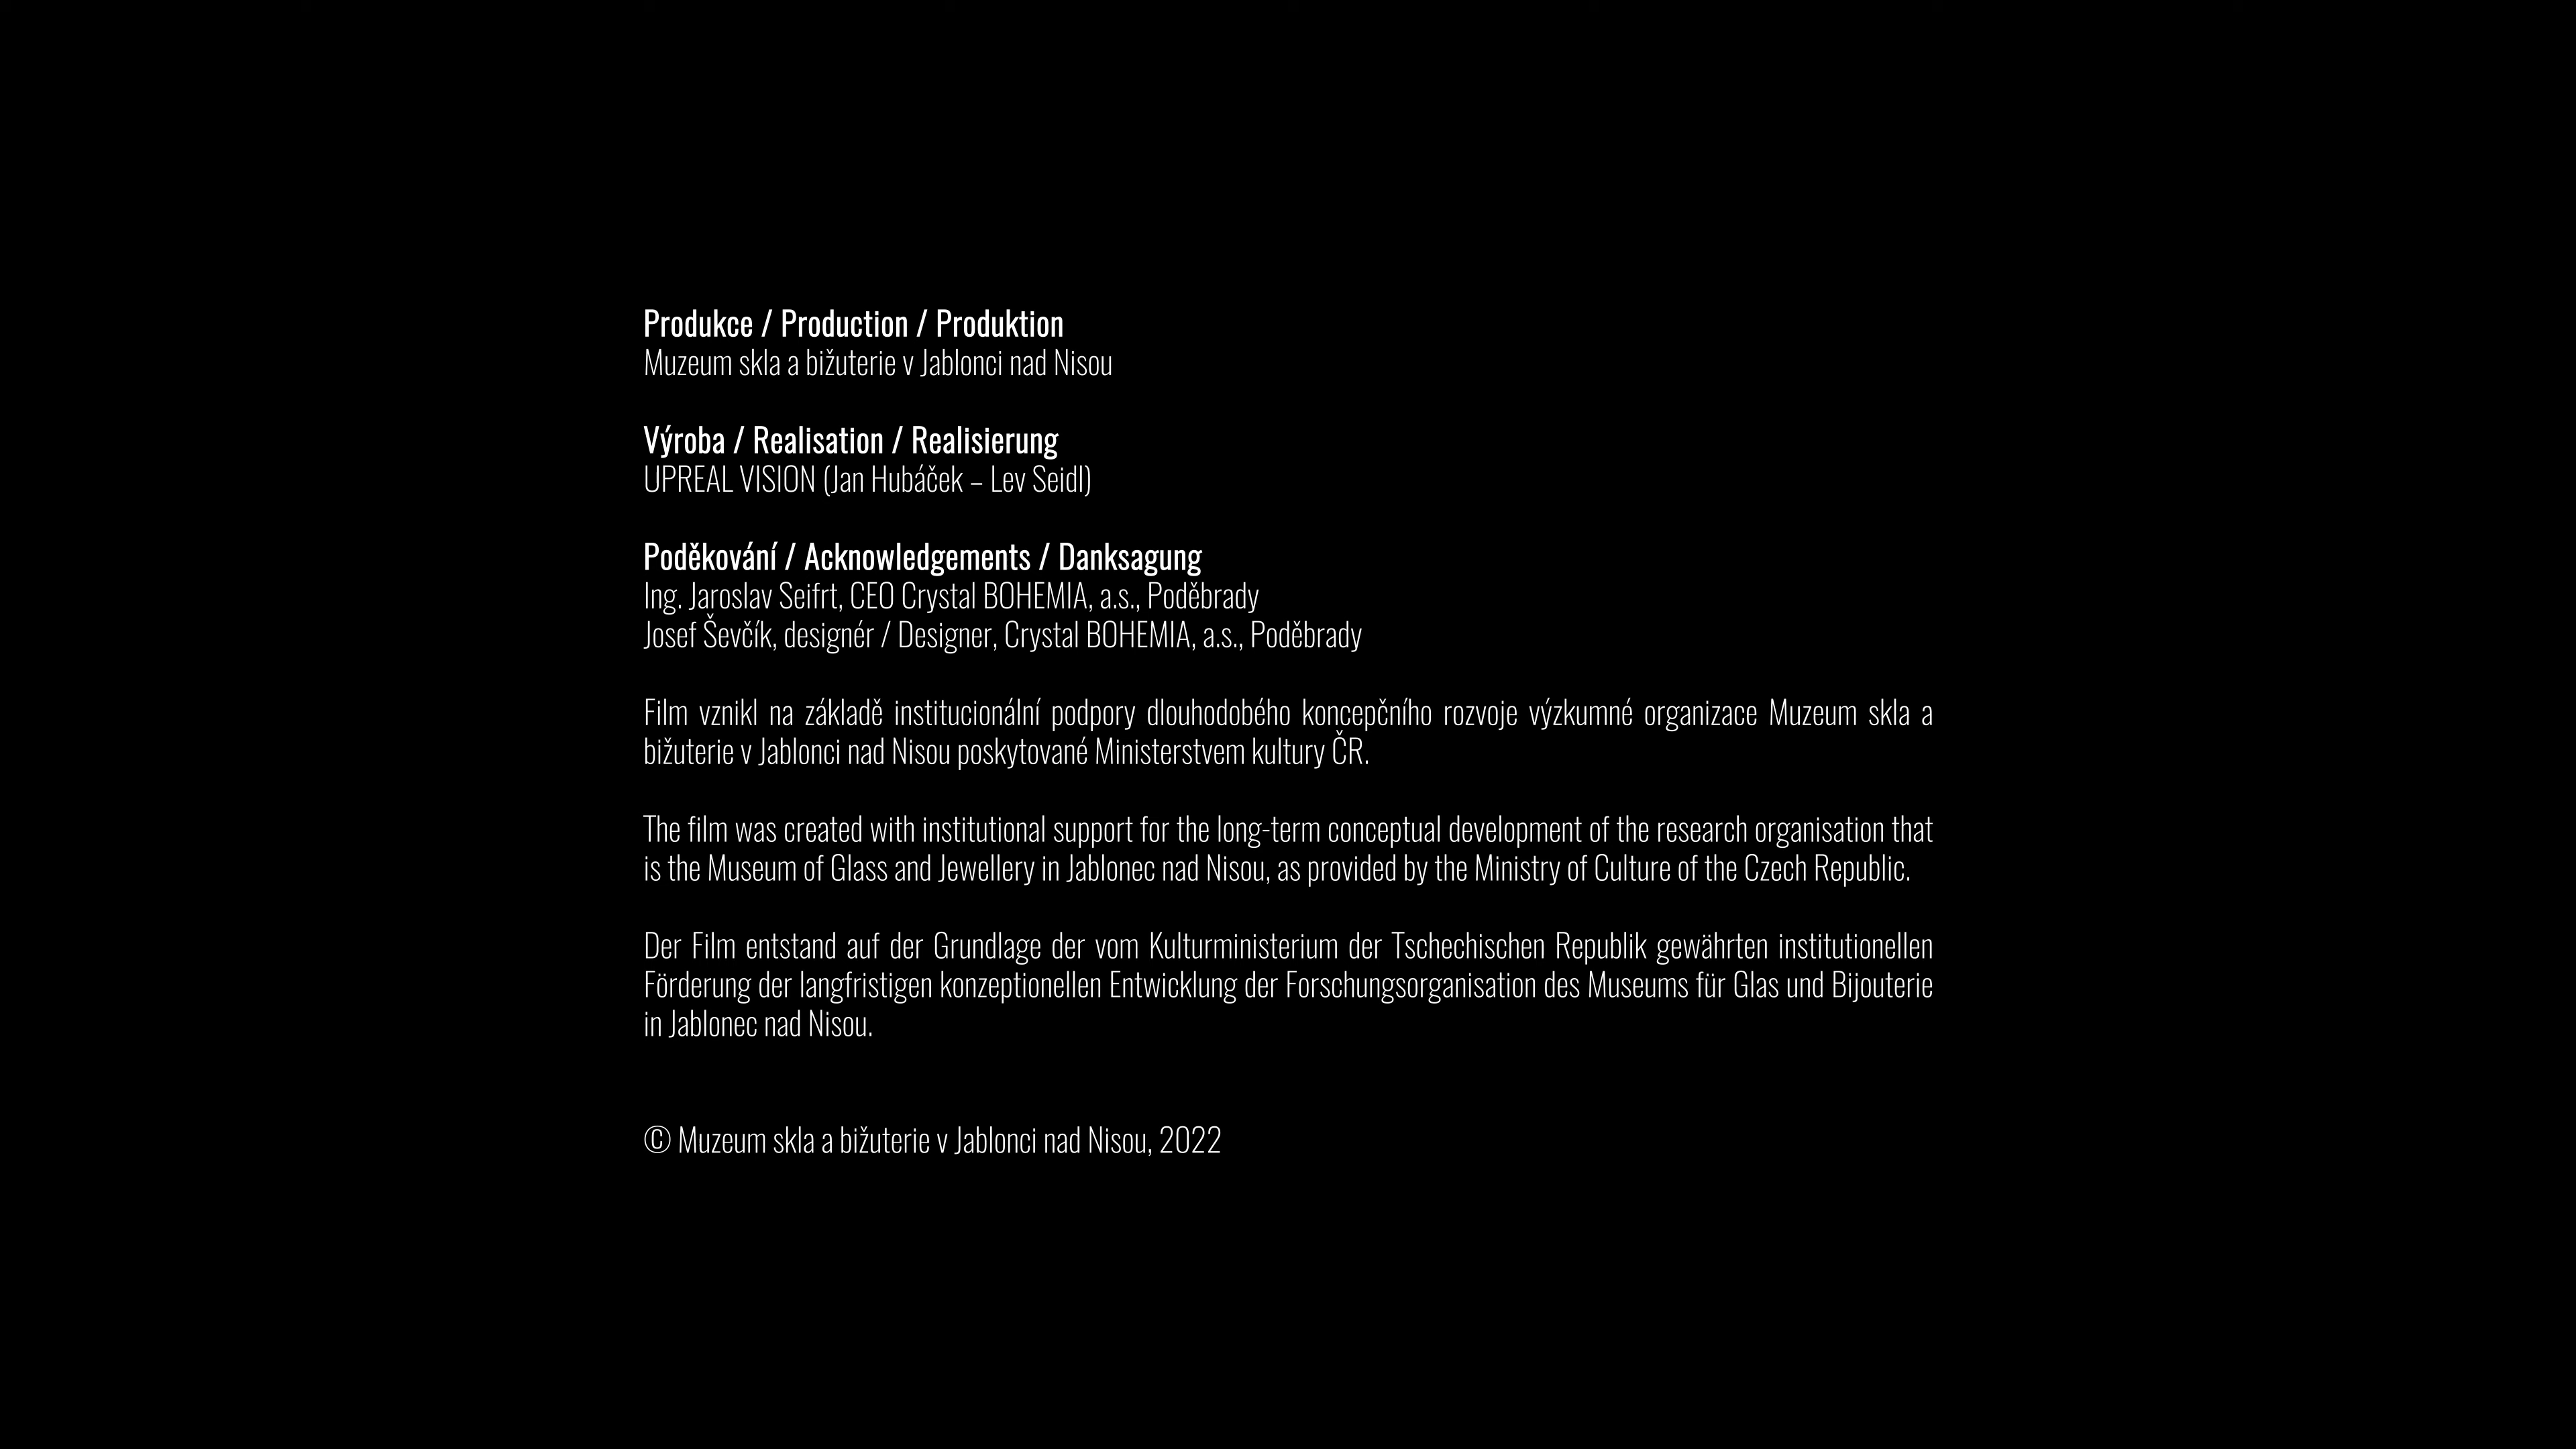 Produkce / Production / Produktion
Muzeum skla a bižuterie v Jablonci nad Nisou
Výroba / Realisation / Realisierung
UPREAL VISION (Jan Hubáček – Lev Seidl)
Poděkování / Acknowledgements / Danksagung
Ing. Jaroslav Seifrt, CEO Crystal BOHEMIA, a.s., Poděbrady
Josef Ševčík, designér / Designer, Crystal BOHEMIA, a.s., Poděbrady
Film vznikl na základě institucionální podpory dlouhodobého koncepčního rozvoje výzkumné organizace Muzeum skla a
bižuterie v Jablonci nad Nisou poskytované Ministerstvem kultury ČR.
The film was created with institutional support for the long-term conceptual development of the research organisation that
is the Museum of Glass and Jewellery in Jablonec nad Nisou, as provided by the Ministry of Culture of the Czech Republic.
Der Film entstand auf der Grundlage der vom Kulturministerium der Tschechischen Republik gewährten institutionellen
Förderung der langfristigen konzeptionellen Entwicklung der Forschungsorganisation des Museums für Glas und Bijouterie
in Jablonec nad Nisou.
© Muzeum skla a bižuterie v Jablonci nad Nisou, 2022